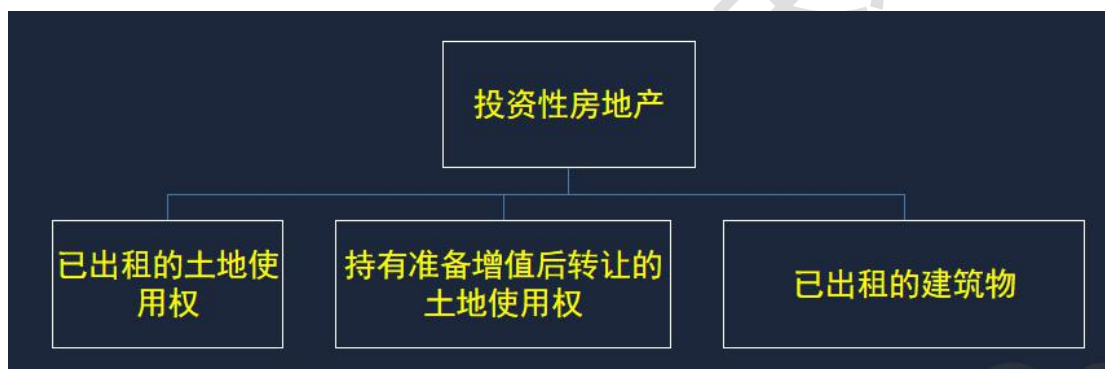 投资性房地产
已出租的土地使
用权
持有准备增值后转让的
土地使用权
已出租的建筑物